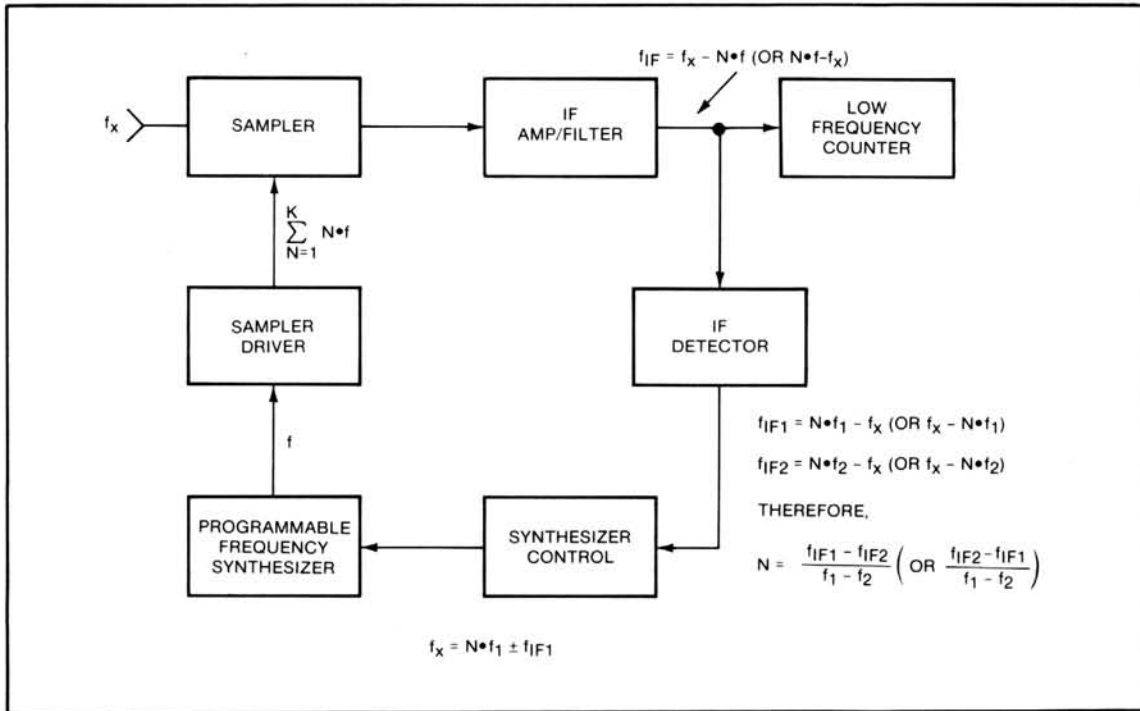 f_IF = f_x – N•f (OR N•f–f_x)
f_x
SAMPLER
IF
AMP/FILTER
LOW
FREQUENCY
COUNTER
K
∑ N•f
N=1
SAMPLER
DRIVER
IF
DETECTOR
f
f_IF1 = N•f_1 – f_x (OR f_x – N•f_1)
f_IF2 = N•f_2 – f_x (OR f_x – N•f_2)
THEREFORE,
N = (f_IF1 – f_IF2)/(f_1 – f_2) ( OR (f_IF2 – f_IF1)/(f_1 – f_2) )
PROGRAMMABLE
FREQUENCY
SYNTHESIZER
SYNTHESIZER
CONTROL
f_x = N•f_1 ± f_IF1